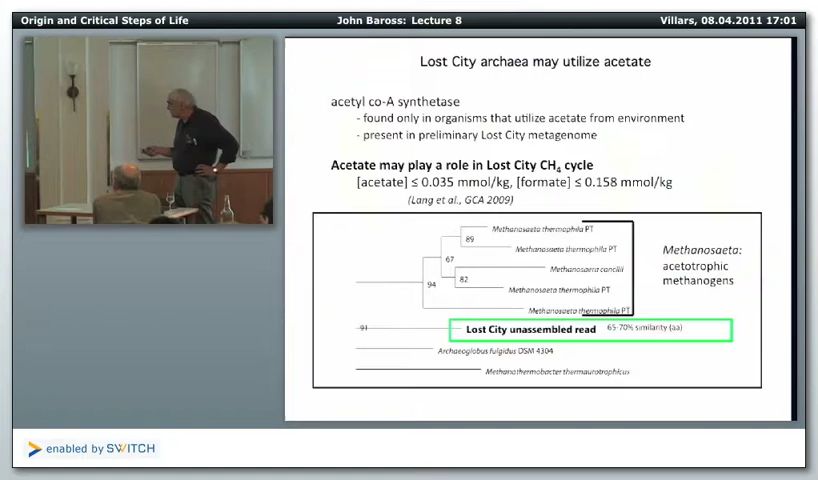 Origin and Critical Steps of Life
John Baross: Lecture 8
Villars, 08.04.2011 17:01
Lost City archaea may utilize acetate
acetyl co-A synthetase
- found only in organisms that utilize acetate from environment
- present in preliminary Lost City metagenome
Acetate may play a role in Lost City CH₄ cycle
[acetate] ≤ 0.035 mmol/kg, [formate] ≤ 0.158 mmol/kg
(Lang et al., GCA 2009)
Methanosaeta thermophila PT
89
Methanosaeta thermophila PT
67
Methanosaeta concilii
82
94
Methanosaeta thermophila PT
Methanosaeta thermophila PT
Methanosaeta:
acetotrophic
methanogens
91
Lost City unassembled read 65-70% similarity (aa)
Archaeoglobus fulgidus DSM 4304
Methanothermobacter thermautotrophicus
enabled by SWITCH